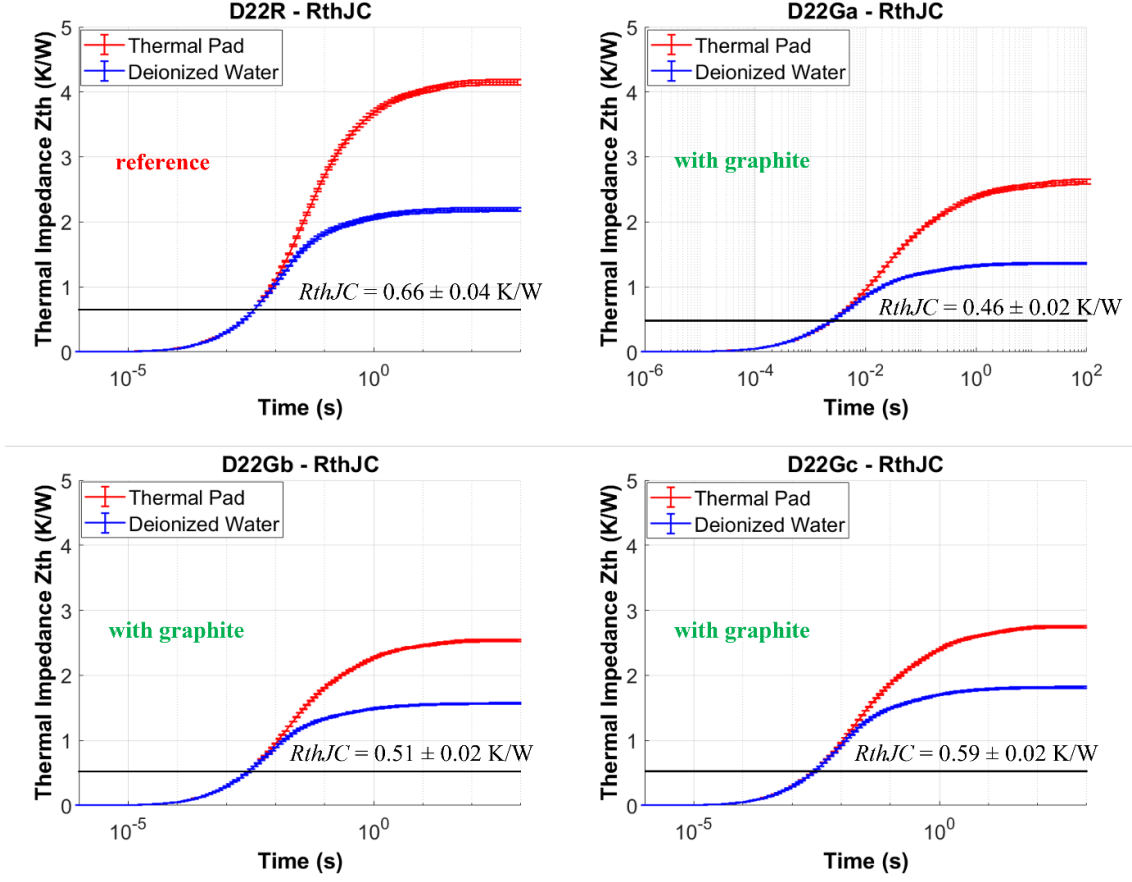 D22R - RthJC
Thermal Impedance Zth (K/W)
5
4
3
2
1
0
Thermal Pad
Deionized Water
reference
RthJC = 0.66 ± 0.04 K/W
10⁻⁵
10⁰
Time (s)
D22Ga - RthJC
Thermal Impedance Zth (K/W)
5
4
3
2
1
0
Thermal Pad
Deionized Water
with graphite
RthJC = 0.46 ± 0.02 K/W
10⁻⁶
10⁻⁴
10⁻²
10⁰
10²
Time (s)
D22Gb - RthJC
Thermal Impedance Zth (K/W)
5
4
3
2
1
0
Thermal Pad
Deionized Water
with graphite
RthJC = 0.51 ± 0.02 K/W
10⁻⁵
10⁰
Time (s)
D22Gc - RthJC
Thermal Impedance Zth (K/W)
5
4
3
2
1
0
Thermal Pad
Deionized Water
with graphite
RthJC = 0.59 ± 0.02 K/W
10⁻⁵
10⁰
Time (s)